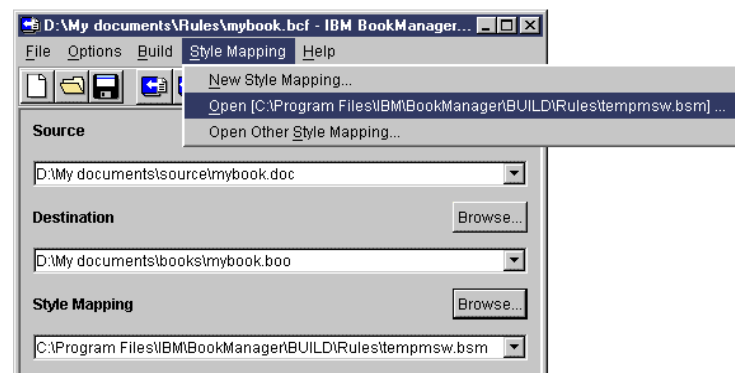 D:\My documents\Rules\mybook.bcf - IBM BookManager...
File Options Build Style Mapping Help
New Style Mapping...
Open [C:\Program Files\IBM\BookManager\BUILD\Rules\tempmsw.bsm] ...
Open Other Style Mapping...
Source
D:\My documents\source\mybook.doc
Destination
Browse...
D:\My documents\books\mybook.boo
Style Mapping
Browse...
C:\Program Files\IBM\BookManager\BUILD\Rules\tempmsw.bsm